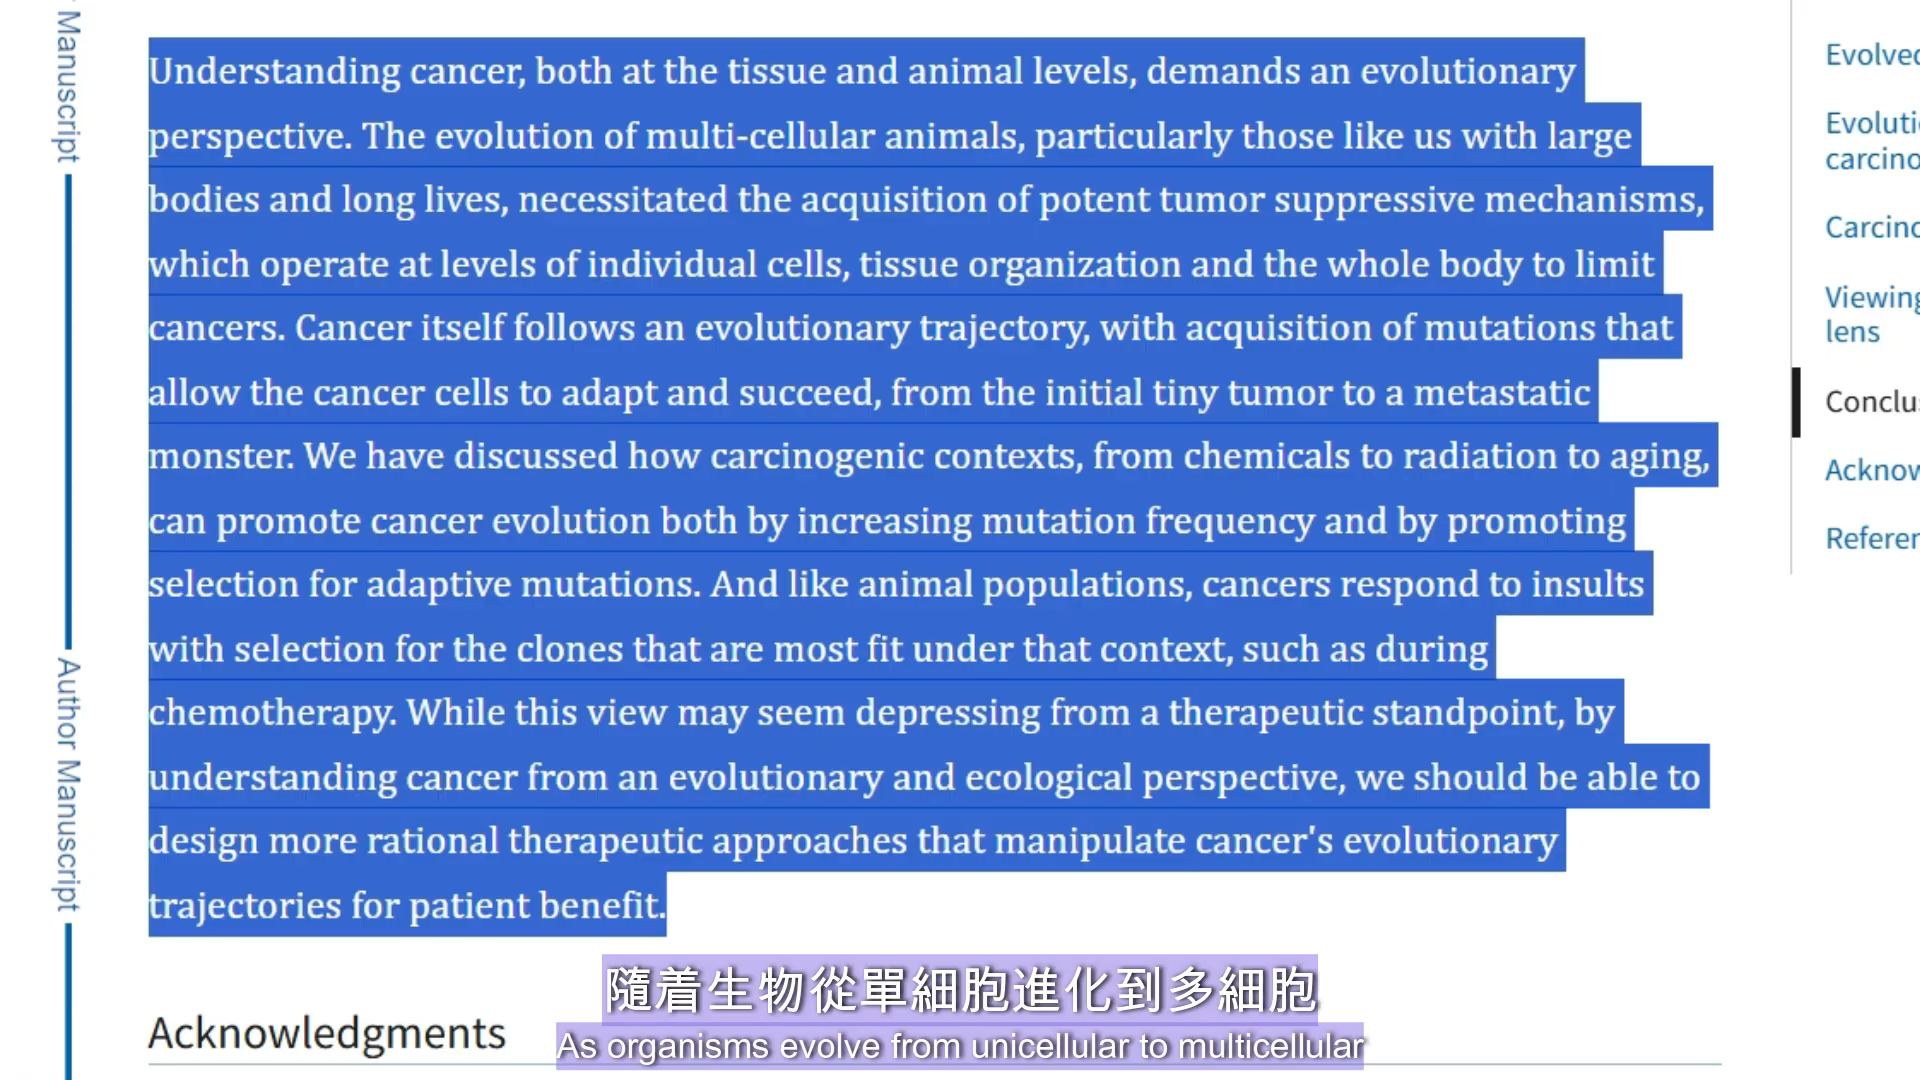 Manuscript
Author Manuscript
Understanding cancer, both at the tissue and animal levels, demands an evolutionary
perspective. The evolution of multi-cellular animals, particularly those like us with large
bodies and long lives, necessitated the acquisition of potent tumor suppressive mechanisms,
which operate at levels of individual cells, tissue organization and the whole body to limit
cancers. Cancer itself follows an evolutionary trajectory, with acquisition of mutations that
allow the cancer cells to adapt and succeed, from the initial tiny tumor to a metastatic
monster. We have discussed how carcinogenic contexts, from chemicals to radiation to aging,
can promote cancer evolution both by increasing mutation frequency and by promoting
selection for adaptive mutations. And like animal populations, cancers respond to insults
with selection for the clones that are most fit under that context, such as during
chemotherapy. While this view may seem depressing from a therapeutic standpoint, by
understanding cancer from an evolutionary and ecological perspective, we should be able to
design more rational therapeutic approaches that manipulate cancer's evolutionary
trajectories for patient benefit.
Acknowledgments
Evolved
Evoluti
carcino
Carcino
Viewing
lens
Conclus
Acknow
Referen
隨着生物從單細胞進化到多細胞
As organisms evolve from unicellular to multicellular